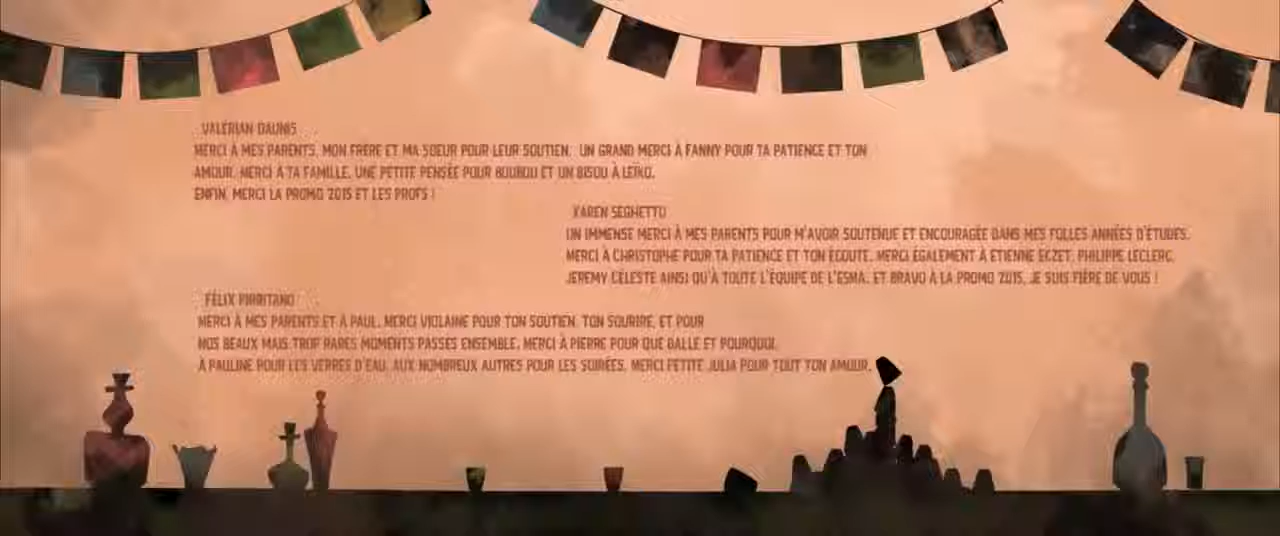 VALÉRIAN DAUNIS
MERCI À MES PARENTS, MON FRÈRE ET MA SOEUR POUR LEUR SOUTIEN. UN GRAND MERCI À FANNY POUR TA PATIENCE ET TON
AMOUR. MERCI À TA FAMILLE. UNE PETITE PENSÉE POUR BOUBOU ET UN BISOU À LEÏKO.
ENFIN, MERCI LA PROMO 2015 ET LES PROFS !
KAREN SEGHETTO
UN IMMENSE MERCI À MES PARENTS POUR M'AVOIR SOUTENUE ET ENCOURAGÉE DANS MES FOLLES ANNÉES D'ÉTUDES.
MERCI À CHRISTOPHE POUR TA PATIENCE ET TON ÉCOUTE. MERCI ÉGALEMENT À ETIENNE ECZET, PHILIPPE LECLERC,
JEREMY CÉLESTE AINSI QU'À TOUTE L'ÉQUIPE DE L'ESMA. ET BRAVO À LA PROMO 2015, JE SUIS FIÈRE DE VOUS !
FÉLIX PIRRITANO
MERCI À MES PARENTS ET À PAUL. MERCI VIOLAINE POUR TON SOUTIEN, TON SOURIRE, ET POUR
NOS BEAUX MAIS TROP RARES MOMENTS PASSÉS ENSEMBLE. MERCI À PIERRE POUR QUE DALLE ET POURQUOI,
À PAULINE POUR LES VERRES D'EAU, AUX NOMBREUX AUTRES POUR LES SOIRÉES. MERCI PETITE JULIA POUR TOUT TON AMOUR.